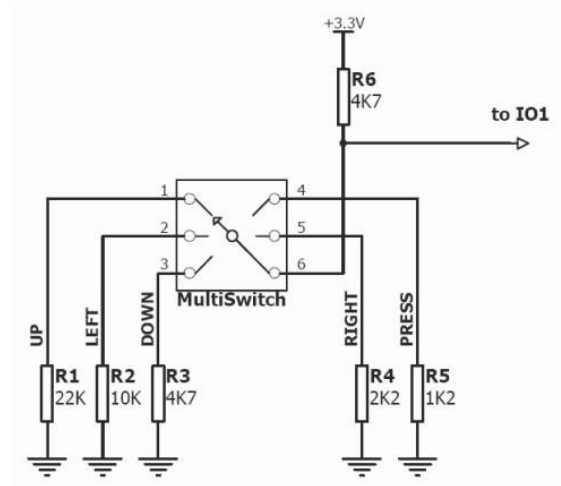 +3.3V
R6
4K7
to IO1
1
4
2
5
3
6
MultiSwitch
UP
LEFT
DOWN
RIGHT
PRESS
R1
22K
R2
10K
R3
4K7
R4
2K2
R5
1K2